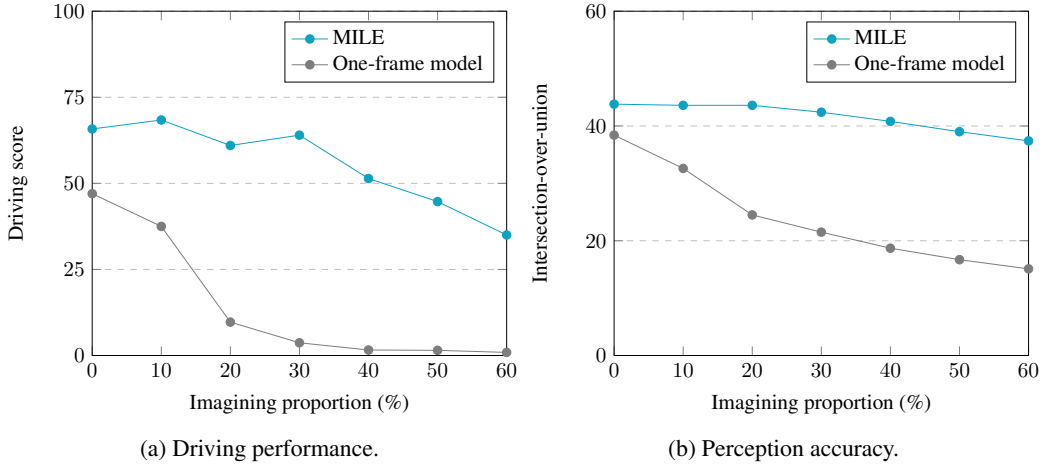 100
75
50
25
0
Driving score
MILE
One-frame model
0 10 20 30 40 50 60
Imagining proportion (%)
(a) Driving performance.
60
40
20
0
Intersection-over-union
MILE
One-frame model
0 10 20 30 40 50 60
Imagining proportion (%)
(b) Perception accuracy.